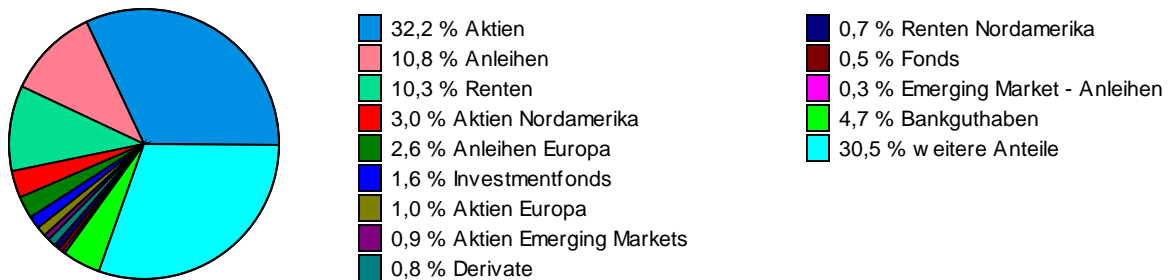 32,2 % Aktien
10,8 % Anleihen
10,3 % Renten
3,0 % Aktien Nordamerika
2,6 % Anleihen Europa
1,6 % Investmentfonds
1,0 % Aktien Europa
0,9 % Aktien Emerging Markets
0,8 % Derivate
0,7 % Renten Nordamerika
0,5 % Fonds
0,3 % Emerging Market - Anleihen
4,7 % Bankguthaben
30,5 % weitere Anteile